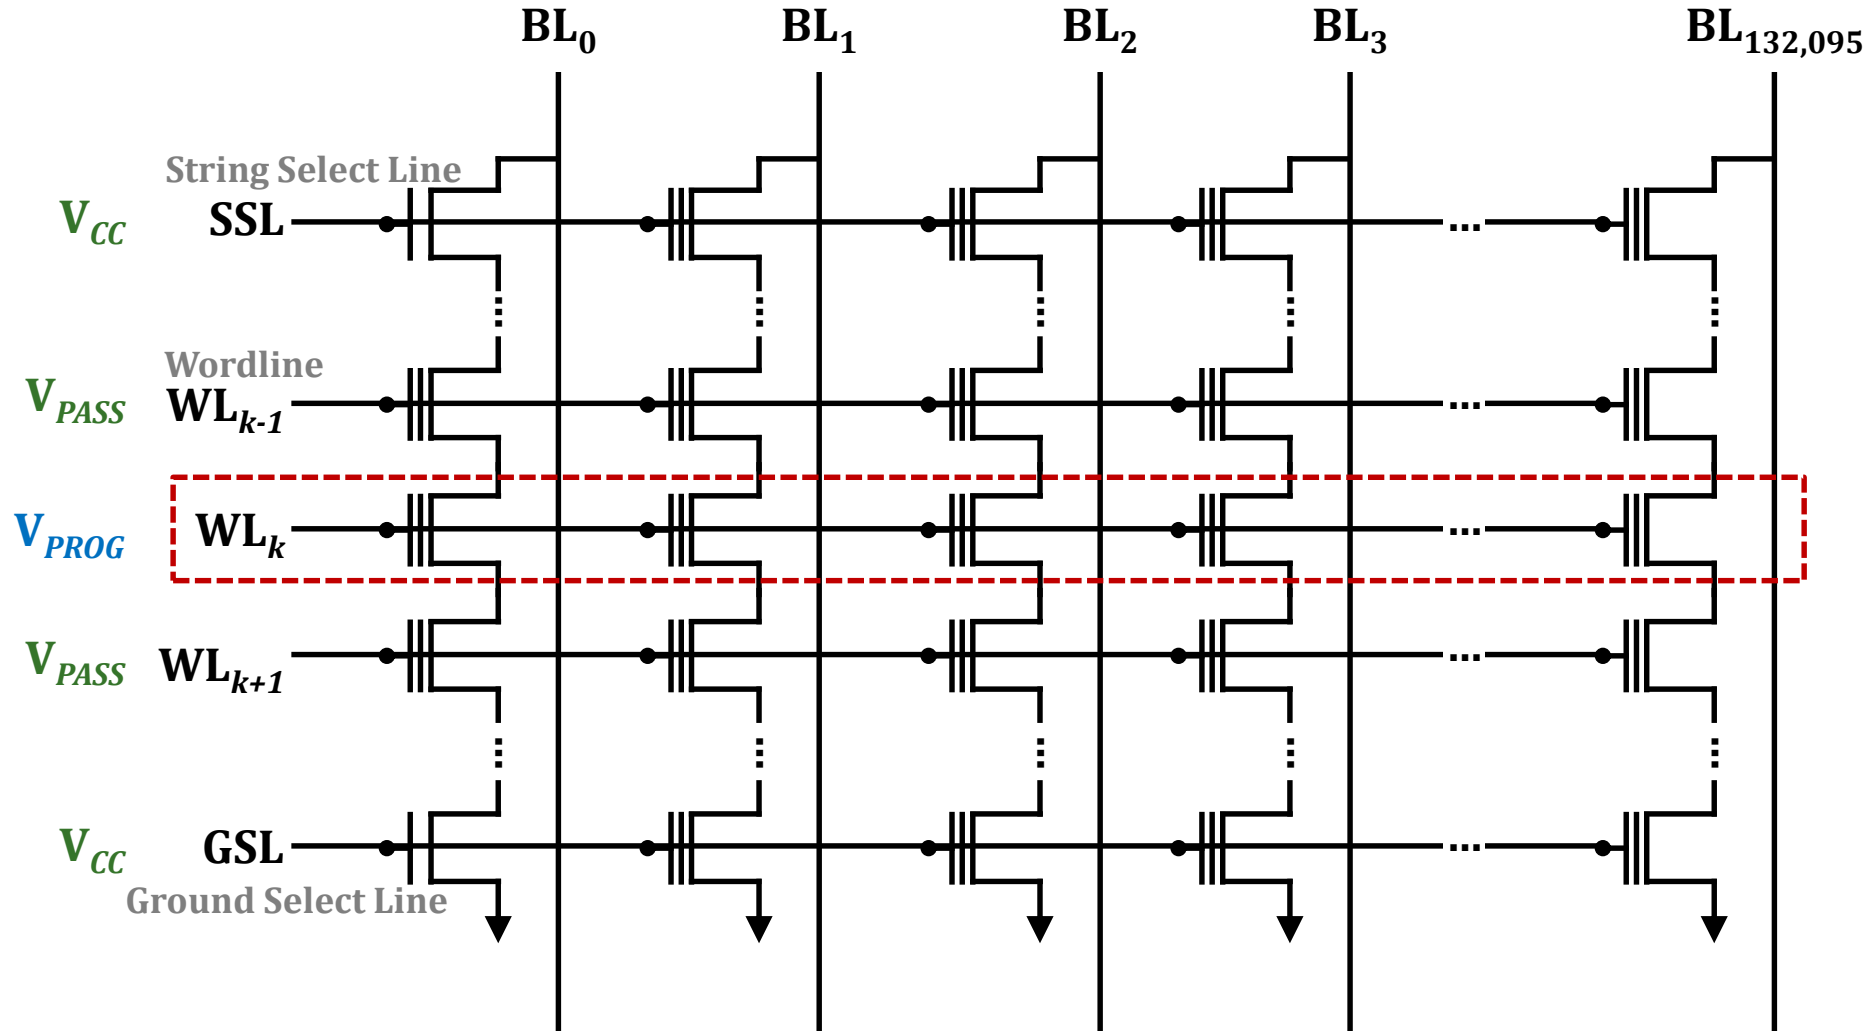 BL0 BL1 BL2 BL3 BL132,095
String Select Line
VCC SSL ...
Wordline
VPASS WLk-1 ...
VPROG WLk ...
VPASS WLk+1 ...
VCC GSL ...
Ground Select Line